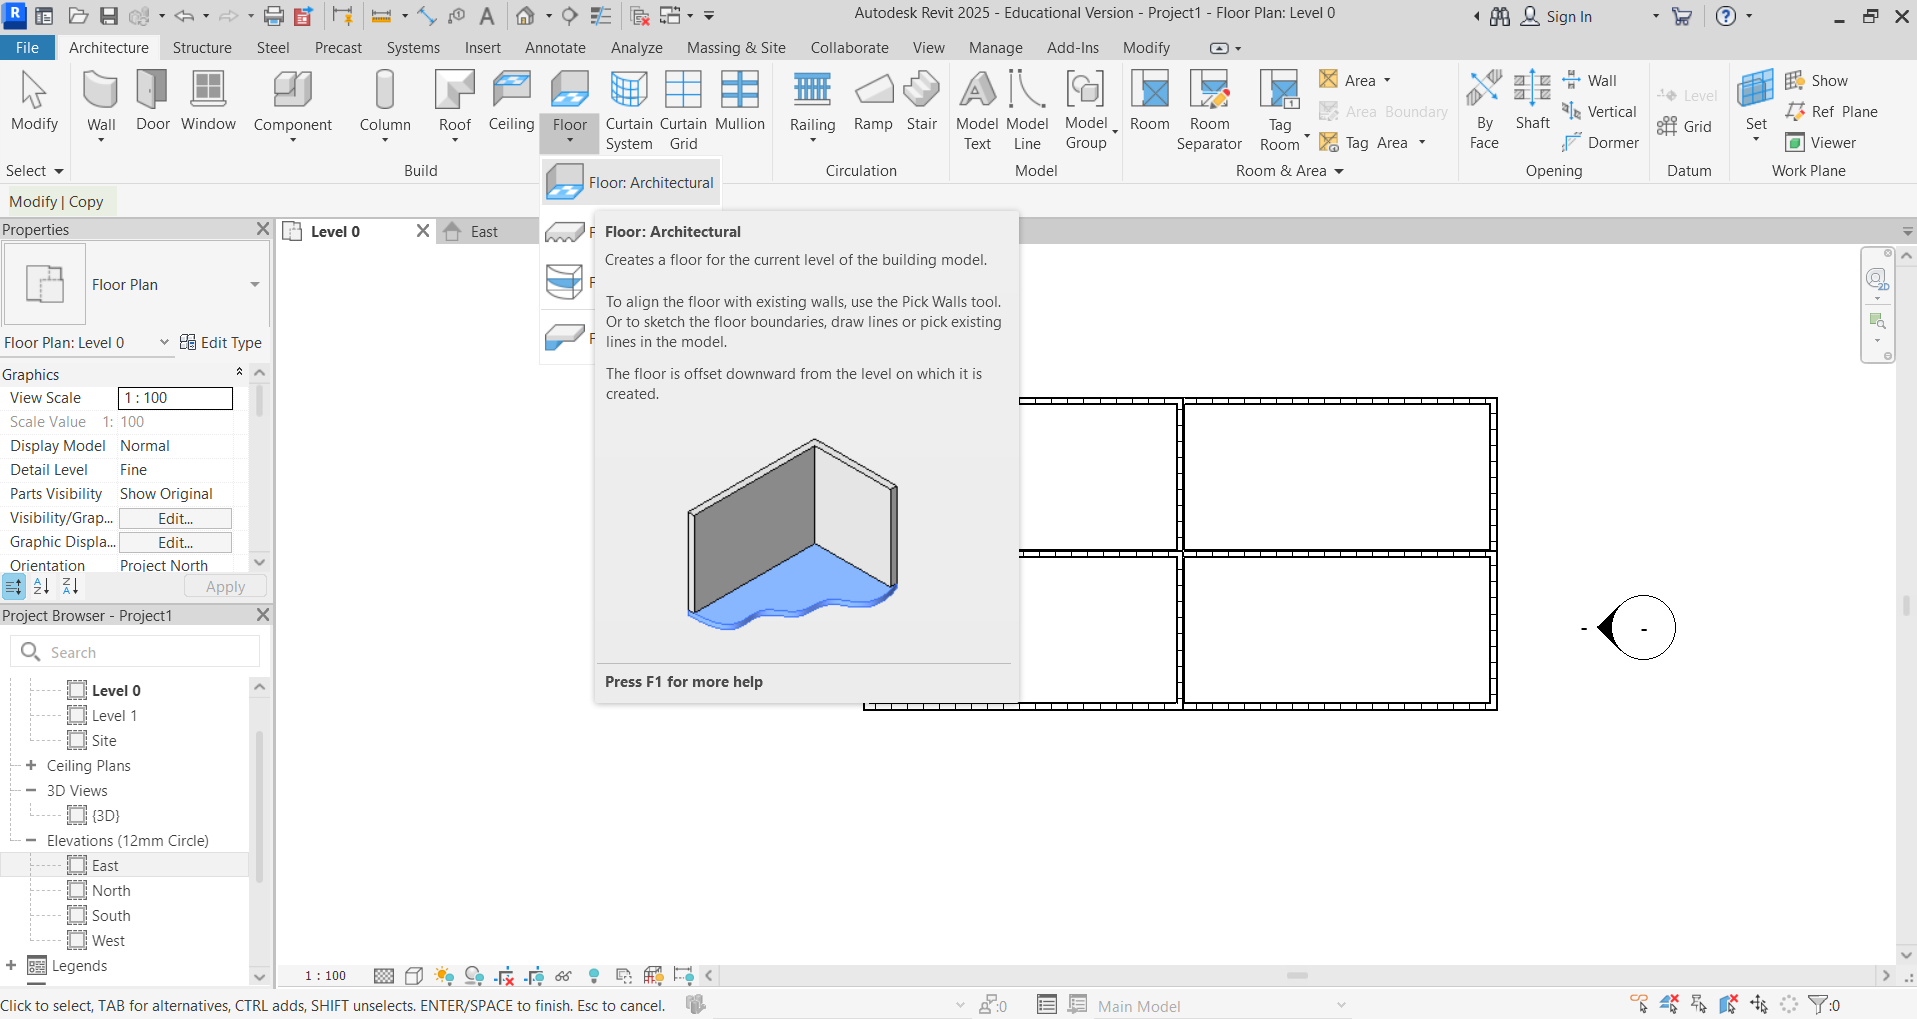 Autodesk Revit 2025 - Educational Version - Project1 - Floor Plan: Level 0
Sign In
File
Architecture
Structure
Steel
Precast
Systems
Insert
Annotate
Analyze
Massing & Site
Collaborate
View
Manage
Add-Ins
Modify
Modify
Wall
Door
Window
Component
Column
Roof
Ceiling
Floor
Curtain System
Curtain Grid
Mullion
Railing
Ramp
Stair
Model Text
Model Line
Model Group
Room
Room Separator
Tag Room
Area
Area Boundary
Tag Area
By Face
Shaft
Wall
Vertical
Dormer
Level
Grid
Set
Show
Ref Plane
Viewer
Select
Build
Circulation
Model
Room & Area
Opening
Datum
Work Plane
Modify | Copy
Floor: Architectural
Properties
Level 0
East
Floor: Architectural
Creates a floor for the current level of the building model.
To align the floor with existing walls, use the Pick Walls tool.
Or to sketch the floor boundaries, draw lines or pick existing
lines in the model.
The floor is offset downward from the level on which it is
created.
Press F1 for more help
Floor Plan
Floor Plan: Level 0
Edit Type
Graphics
View Scale 1 : 100
Scale Value 1: 100
Display Model Normal
Detail Level Fine
Parts Visibility Show Original
Visibility/Grap... Edit...
Graphic Displa... Edit...
Orientation Project North
Apply
Project Browser - Project1
Search
Level 0
Level 1
Site
Ceiling Plans
3D Views
{3D}
Elevations (12mm Circle)
East
North
South
West
Legends
2D
1 : 100
Click to select, TAB for alternatives, CTRL adds, SHIFT unselects. ENTER/SPACE to finish. Esc to cancel.
:0
Main Model
:0